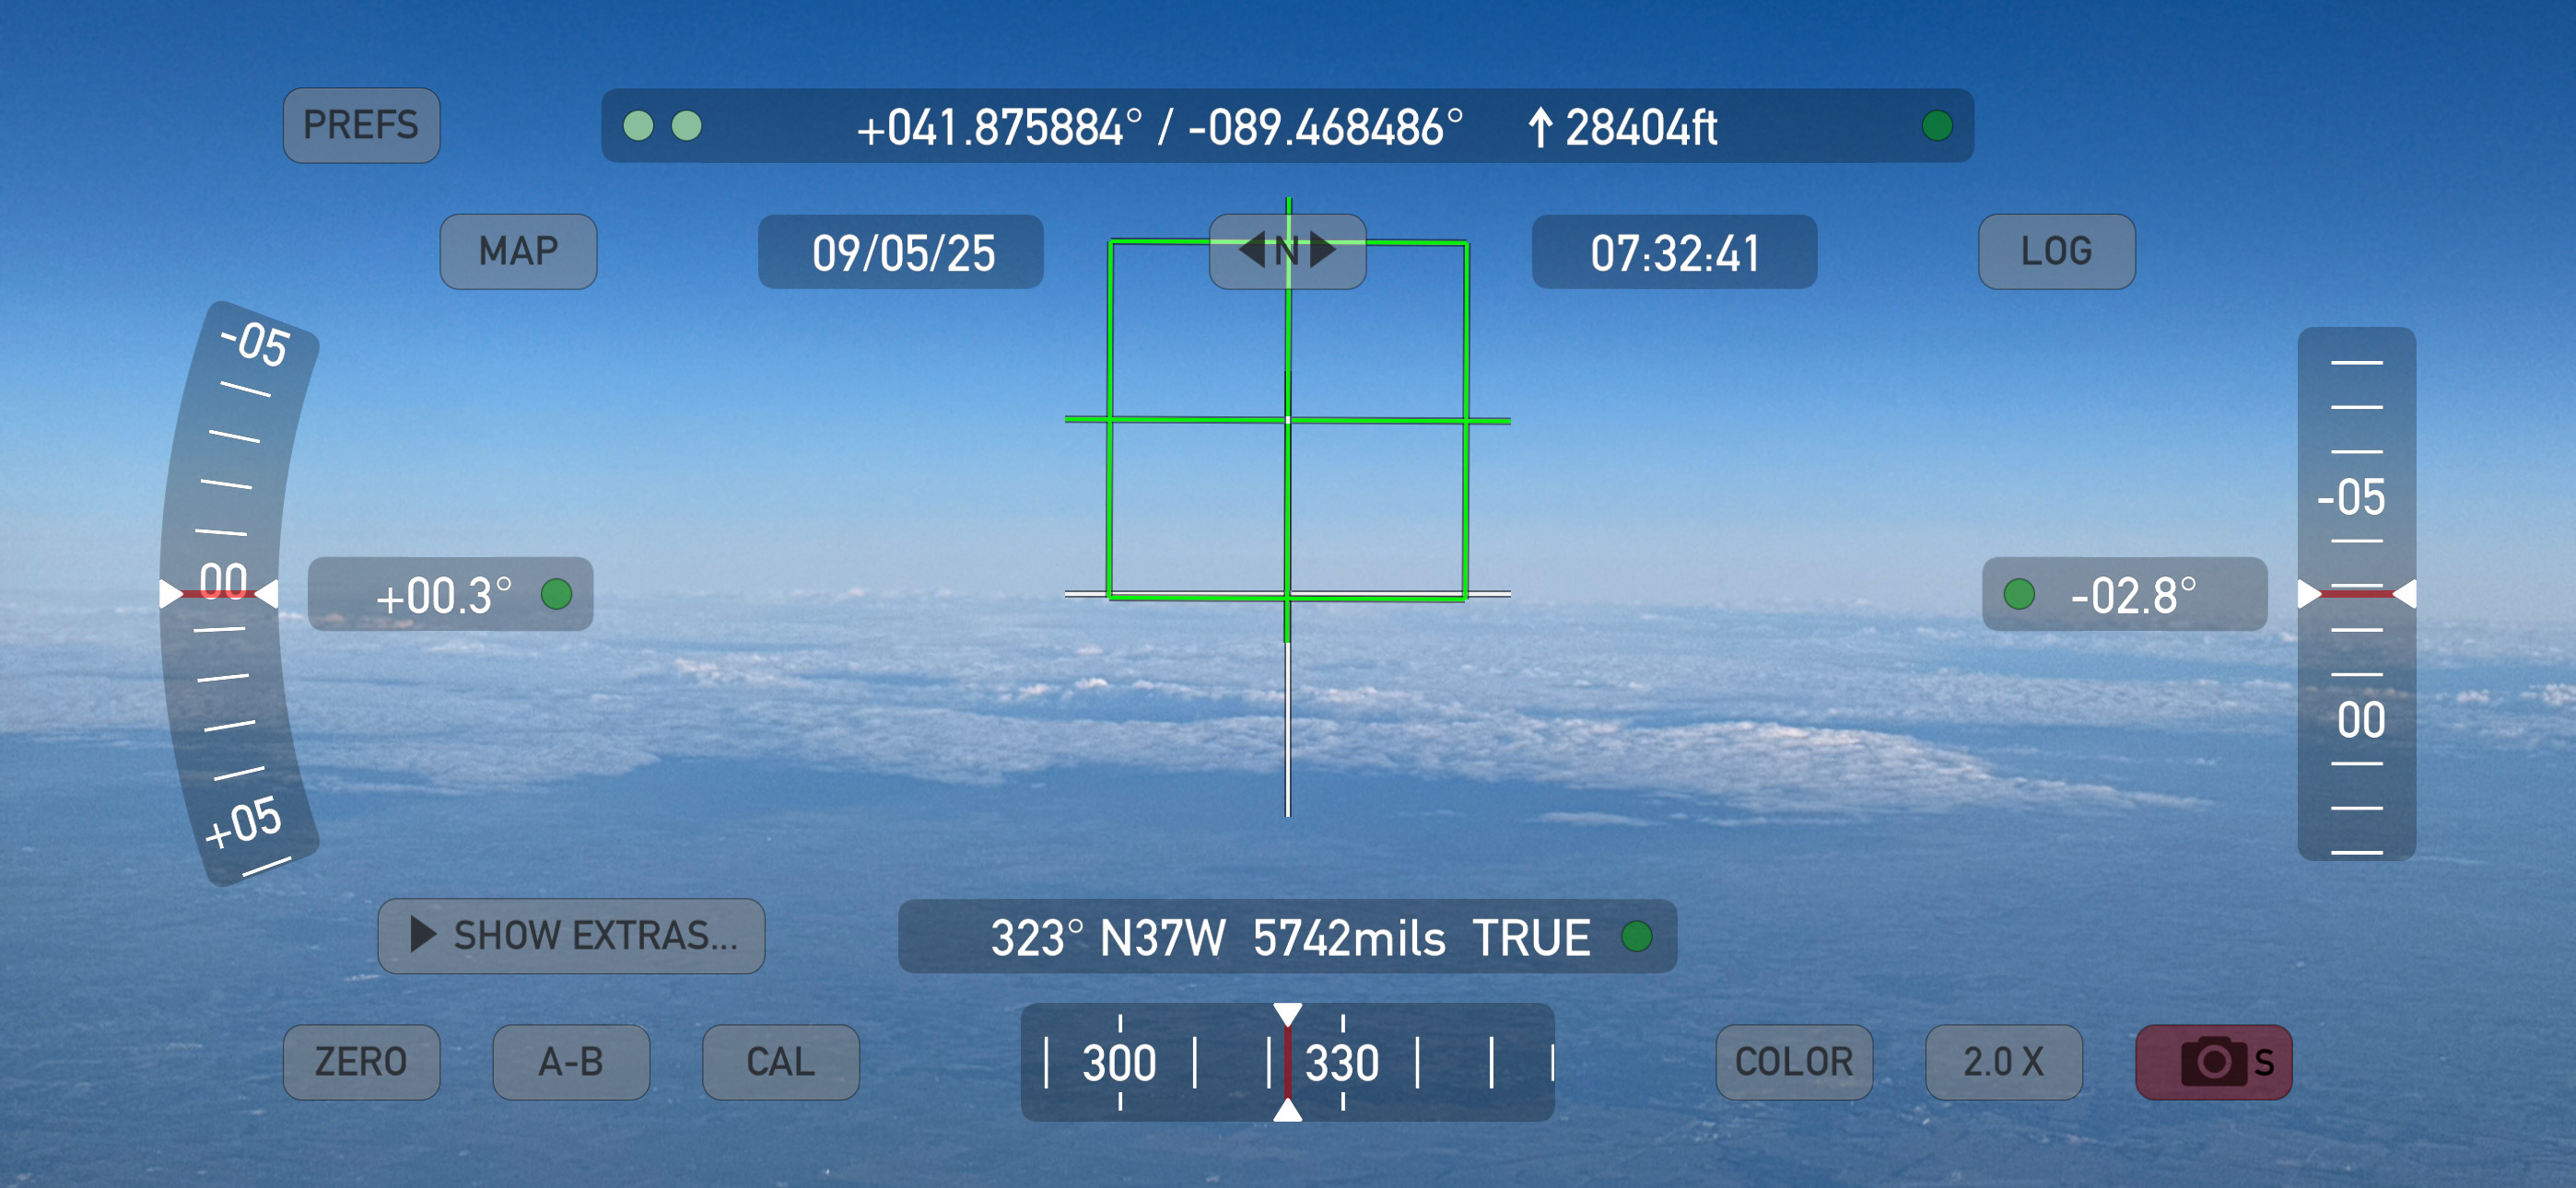 PREFS
+041.875884° / -089.468486° ↑ 28404ft
MAP
09/05/25
N
07:32:41
LOG
-05
00
+05
+00.3°
-02.8°
-05
00
SHOW EXTRAS...
323° N37W 5742mils TRUE
ZERO
A-B
CAL
300
330
COLOR
2.0 X
S